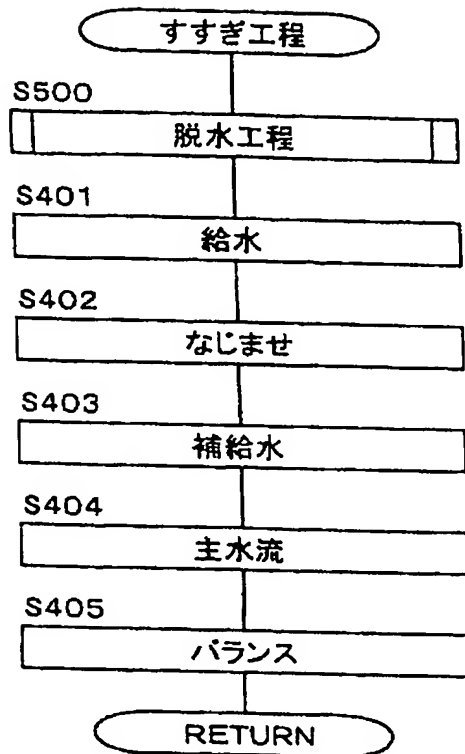 すすぎ工程
S500
脱水工程
S401
給水
S402
なじませ
S403
補給水
S404
主水流
S405
バランス
RETURN